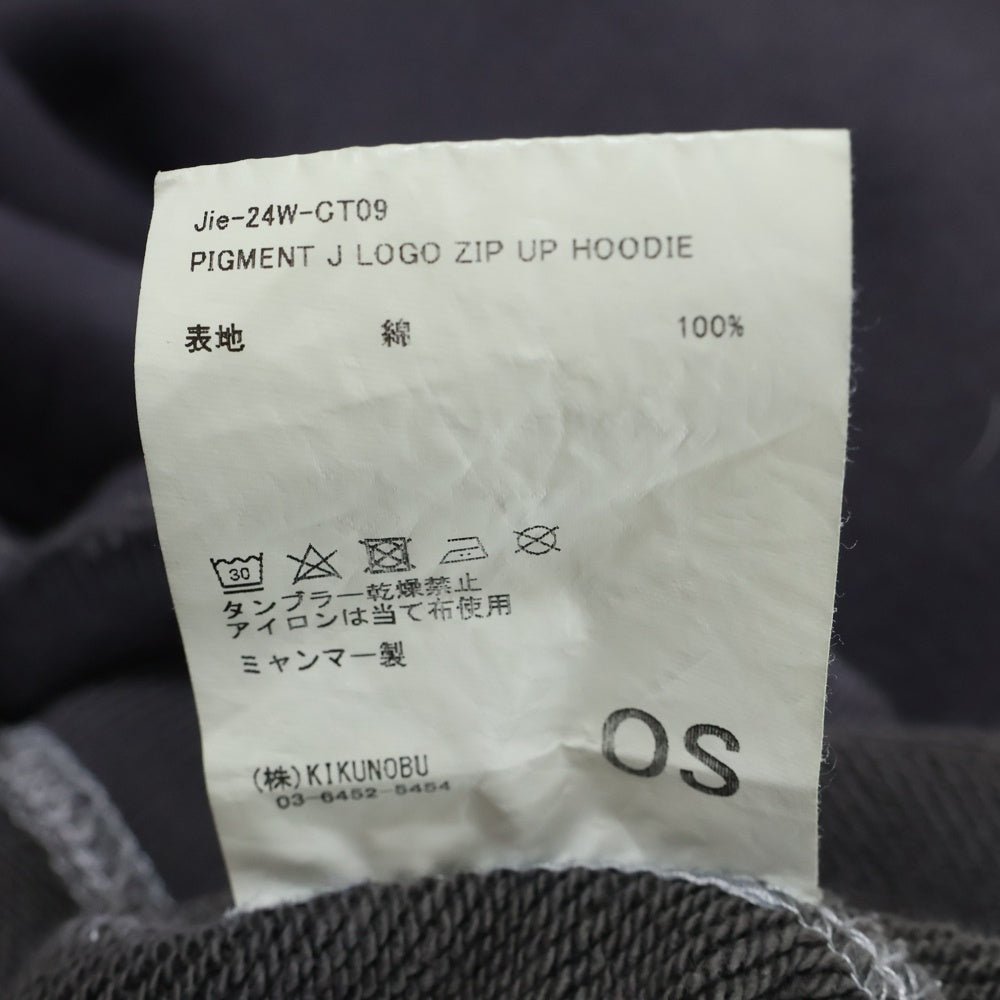 Jie-24W-CT09
PIGMENT J LOGO ZIP UP HOODIE
表地 綿 100%
30
タンブラー乾燥禁止
アイロンは当て布使用
ミャンマー製
OS
(株)KIKUNOBU
03-6452-5454